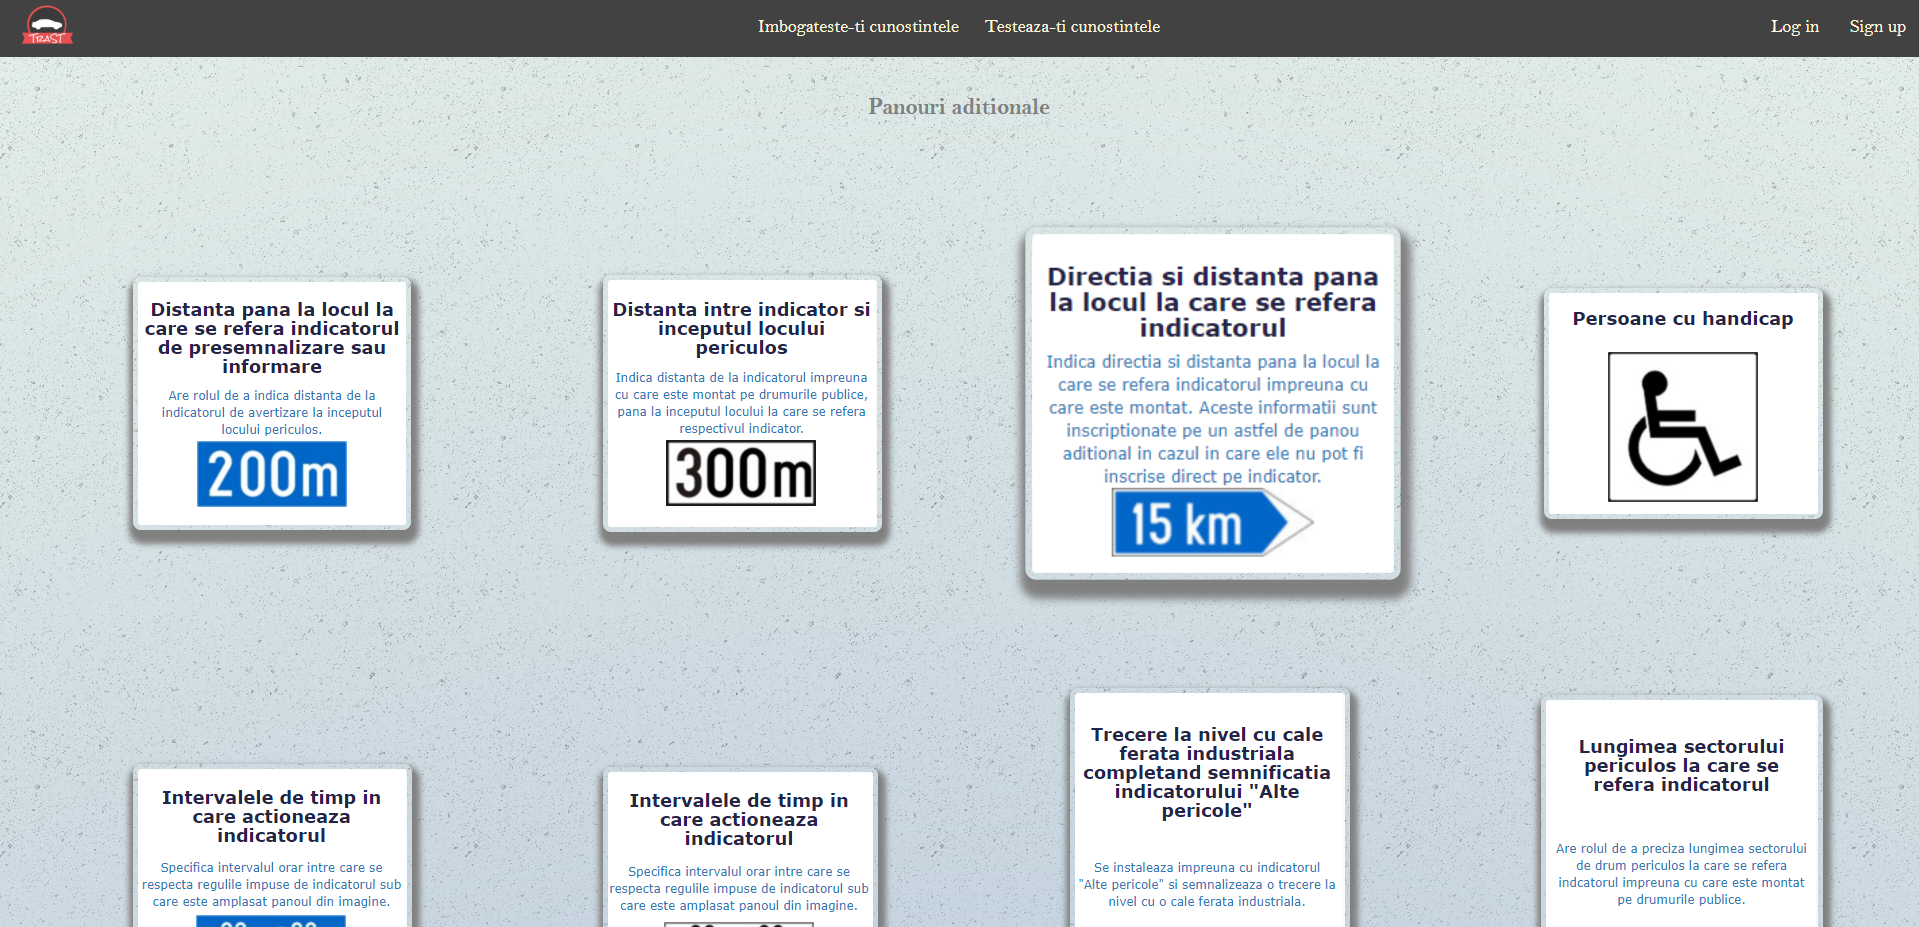 TRAST
Imbogateste-ti cunostintele
Testeaza-ti cunostintele
Log in
Sign up
Panouri aditionale
Distanta pana la locul la
care se refera indicatorul
de presemnalizare sau
informare
Are rolul de a indica distanta de la
indicatorul de avertizare la inceputul
locului periculos.
200m
Distanta intre indicator si
inceputul locului
periculos
Indica distanta de la indicatorul impreuna
cu care este montat pe drumurile publice,
pana la inceputul locului la care se refera
respectivul indicator.
300m
Directia si distanta pana
la locul la care se refera
indicatorul
Indica directia si distanta pana la locul la
care se refera indicatorul impreuna cu
care este montat. Aceste informatii sunt
inscriptionate pe un astfel de panou
aditional in cazul in care ele nu pot fi
inscrise direct pe indicator.
15 km
Persoane cu handicap
Intervalele de timp in
care actioneaza
indicatorul
Specifica intervalul orar intre care se
respecta regulile impuse de indicatorul sub
care este amplasat panoul din imagine.
Intervalele de timp in
care actioneaza
indicatorul
Specifica intervalul orar intre care se
respecta regulile impuse de indicatorul sub
care este amplasat panoul din imagine.
Trecere la nivel cu cale
ferata industriala
completand semnificatia
indicatorului "Alte
pericole"
Se instaleaza impreuna cu indicatorul
"Alte pericole" si semnalizeaza o trecere la
nivel cu o cale ferata industriala.
Lungimea sectorului
periculos la care se
refera indicatorul
Are rolul de a preciza lungimea sectorului
de drum periculos la care se refera
indcatorul impreuna cu care este montat
pe drumurile publice.